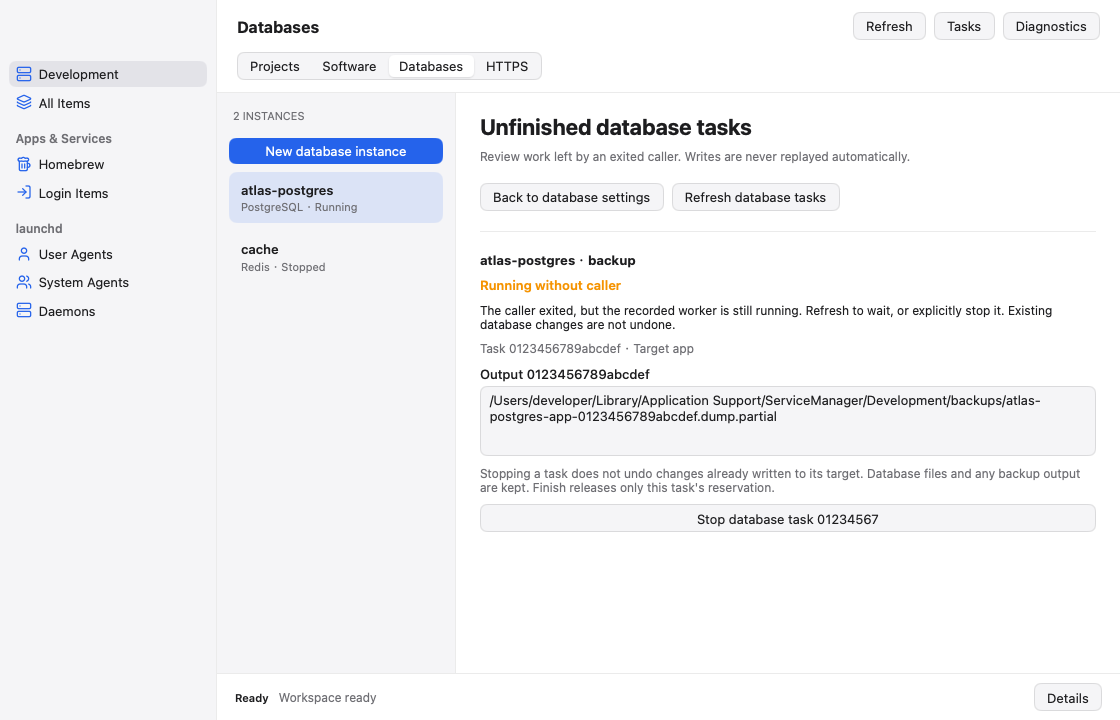 Databases
Refresh
Tasks
Diagnostics
Projects
Software
Databases
HTTPS
Development
All Items
Apps & Services
Homebrew
Login Items
launchd
User Agents
System Agents
Daemons
2 INSTANCES
New database instance
atlas-postgres
PostgreSQL · Running
cache
Redis · Stopped
Unfinished database tasks
Review work left by an exited caller. Writes are never replayed automatically.
Back to database settings
Refresh database tasks
atlas-postgres · backup
Running without caller
The caller exited, but the recorded worker is still running. Refresh to wait, or explicitly stop it. Existing
database changes are not undone.
Task 0123456789abcdef · Target app
Output 0123456789abcdef
/Users/developer/Library/Application Support/ServiceManager/Development/backups/atlas-
postgres-app-0123456789abcdef.dump.partial
Stopping a task does not undo changes already written to its target. Database files and any backup output
are kept. Finish releases only this task's reservation.
Stop database task 01234567
Ready
Workspace ready
Details